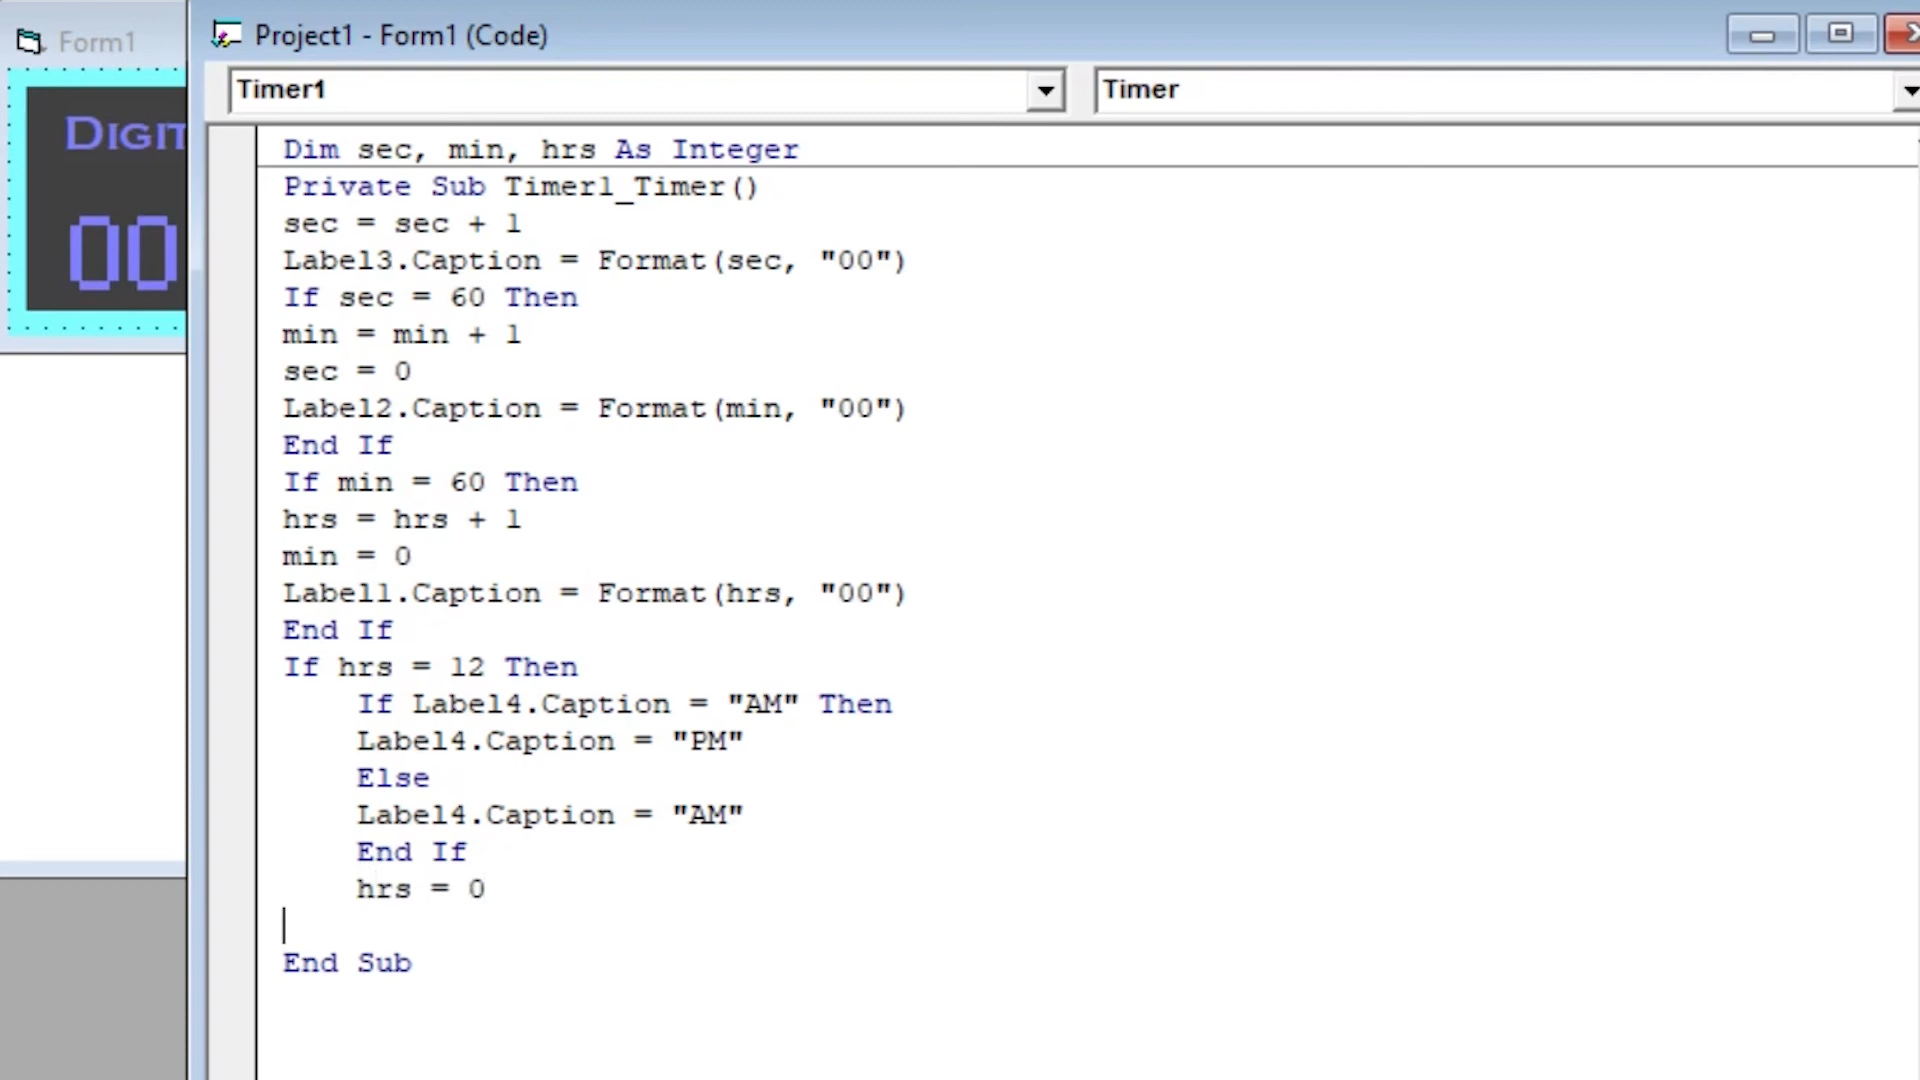 Form1
DIGIT
00
Project1 - Form1 (Code)
Timer1
Timer
Dim sec, min, hrs As Integer
Private Sub Timer1_Timer()
sec = sec + 1
Label3.Caption = Format(sec, "00")
If sec = 60 Then
min = min + 1
sec = 0
Label2.Caption = Format(min, "00")
End If
If min = 60 Then
hrs = hrs + 1
min = 0
Label1.Caption = Format(hrs, "00")
End If
If hrs = 12 Then
If Label4.Caption = "AM" Then
Label4.Caption = "PM"
Else
Label4.Caption = "AM"
End If
hrs = 0
End Sub